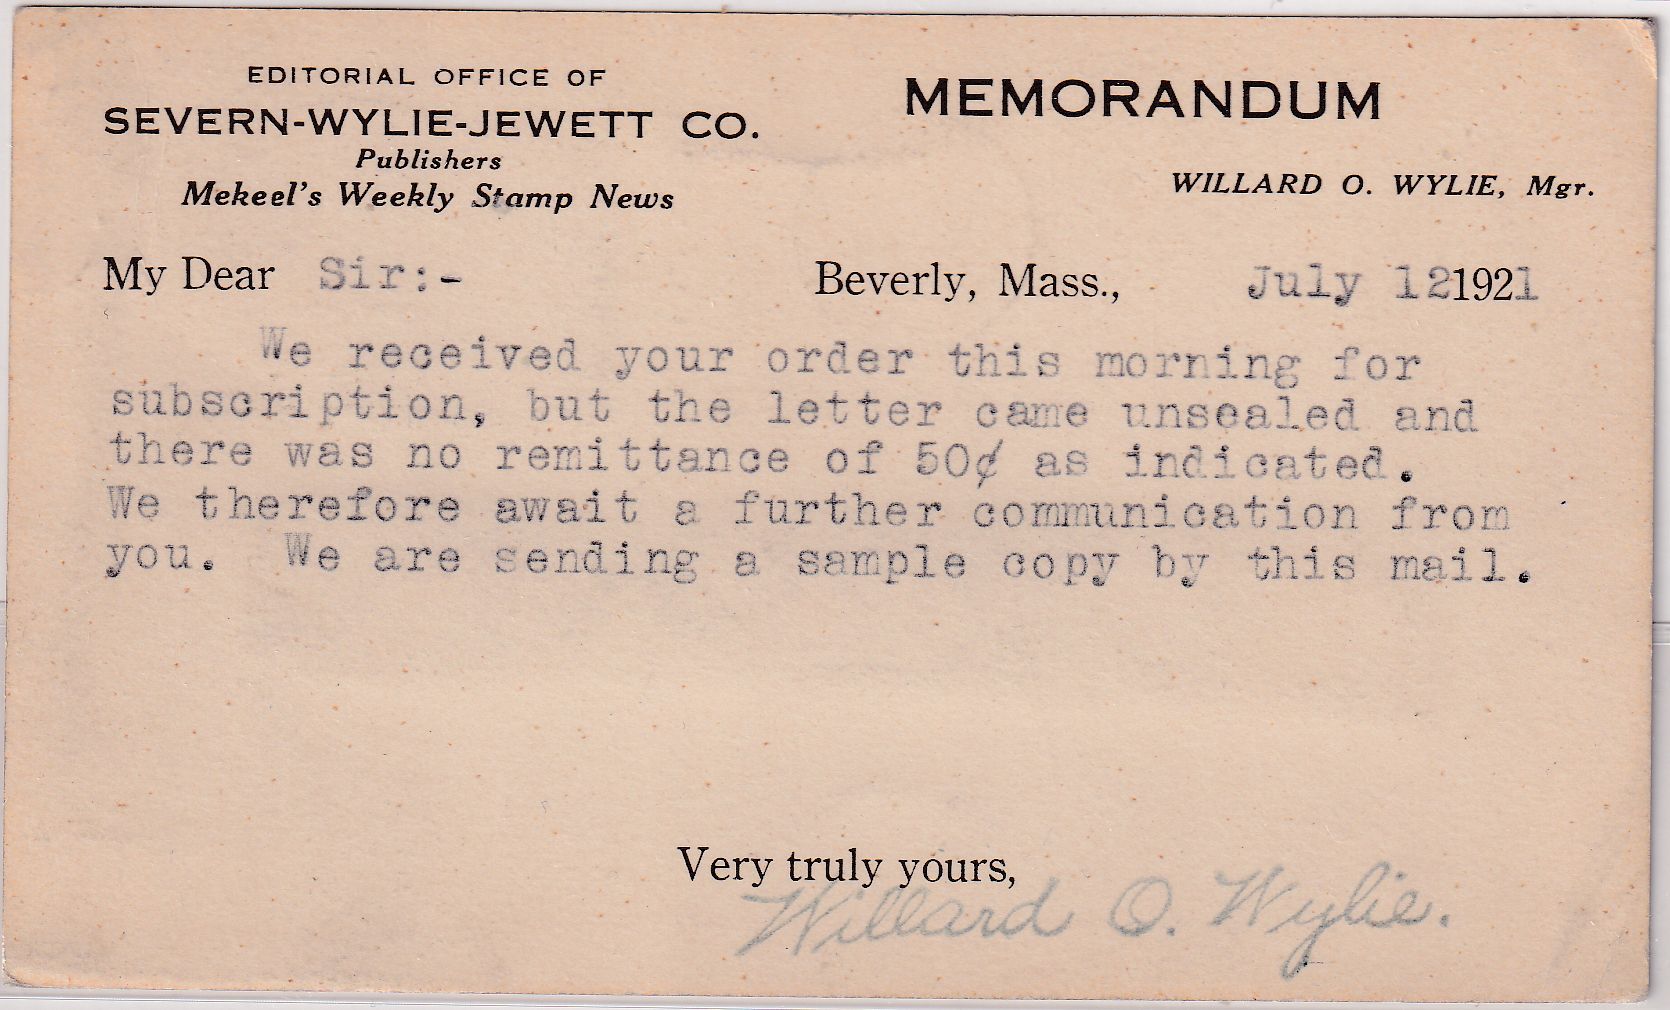 EDITORIAL OFFICE OF
SEVERN-WYLIE-JEWETT CO.
Publishers
Mekeel's Weekly Stamp News
MEMORANDUM
WILLARD O. WYLIE, Mgr.
My Dear Sir:-
Beverly, Mass., July 12 1921
We received your order this morning for
subscription, but the letter came unsealed and
there was no remittance of 50¢ as indicated.
We therefore await a further communication from
you. We are sending a sample copy by this mail.
Very truly yours,
Willard O. Wylie.